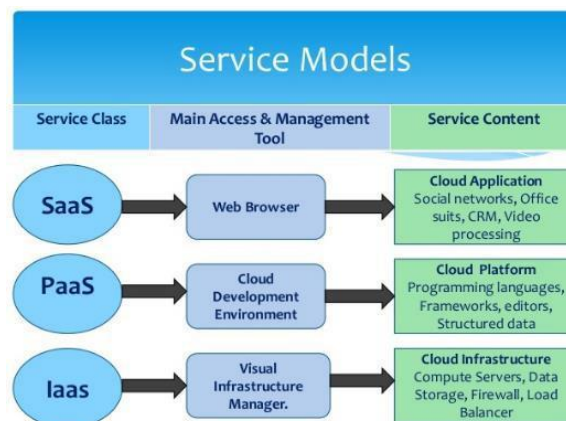 Service Models
Service Class
Main Access & Management
Tool
Service Content
SaaS
Web Browser
Cloud Application
Social networks, Office
suits, CRM, Video
processing
PaaS
Cloud
Development
Environment
Cloud Platform
Programming languages,
Frameworks, editors,
Structured data
Iaas
Visual
Infrastructure
Manager.
Cloud Infrastructure
Compute Servers, Data
Storage, Firewall, Load
Balancer